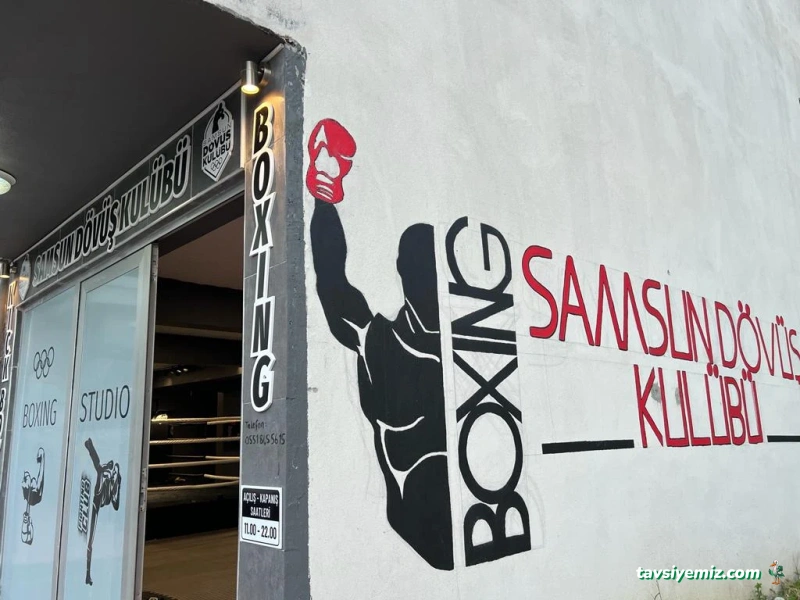 SAMSUN DÖVÜŞ KULÜBÜ
DÖVÜŞ
KULÜBÜ
BOXING
BOXING
STUDIO
Telefon
AÇILIŞ - KAPANIŞ
SAATLERİ
11.00 - 22.00
BOXING
SAMSUN DÖVÜŞ
KULÜBÜ
tavsiyemiz.com